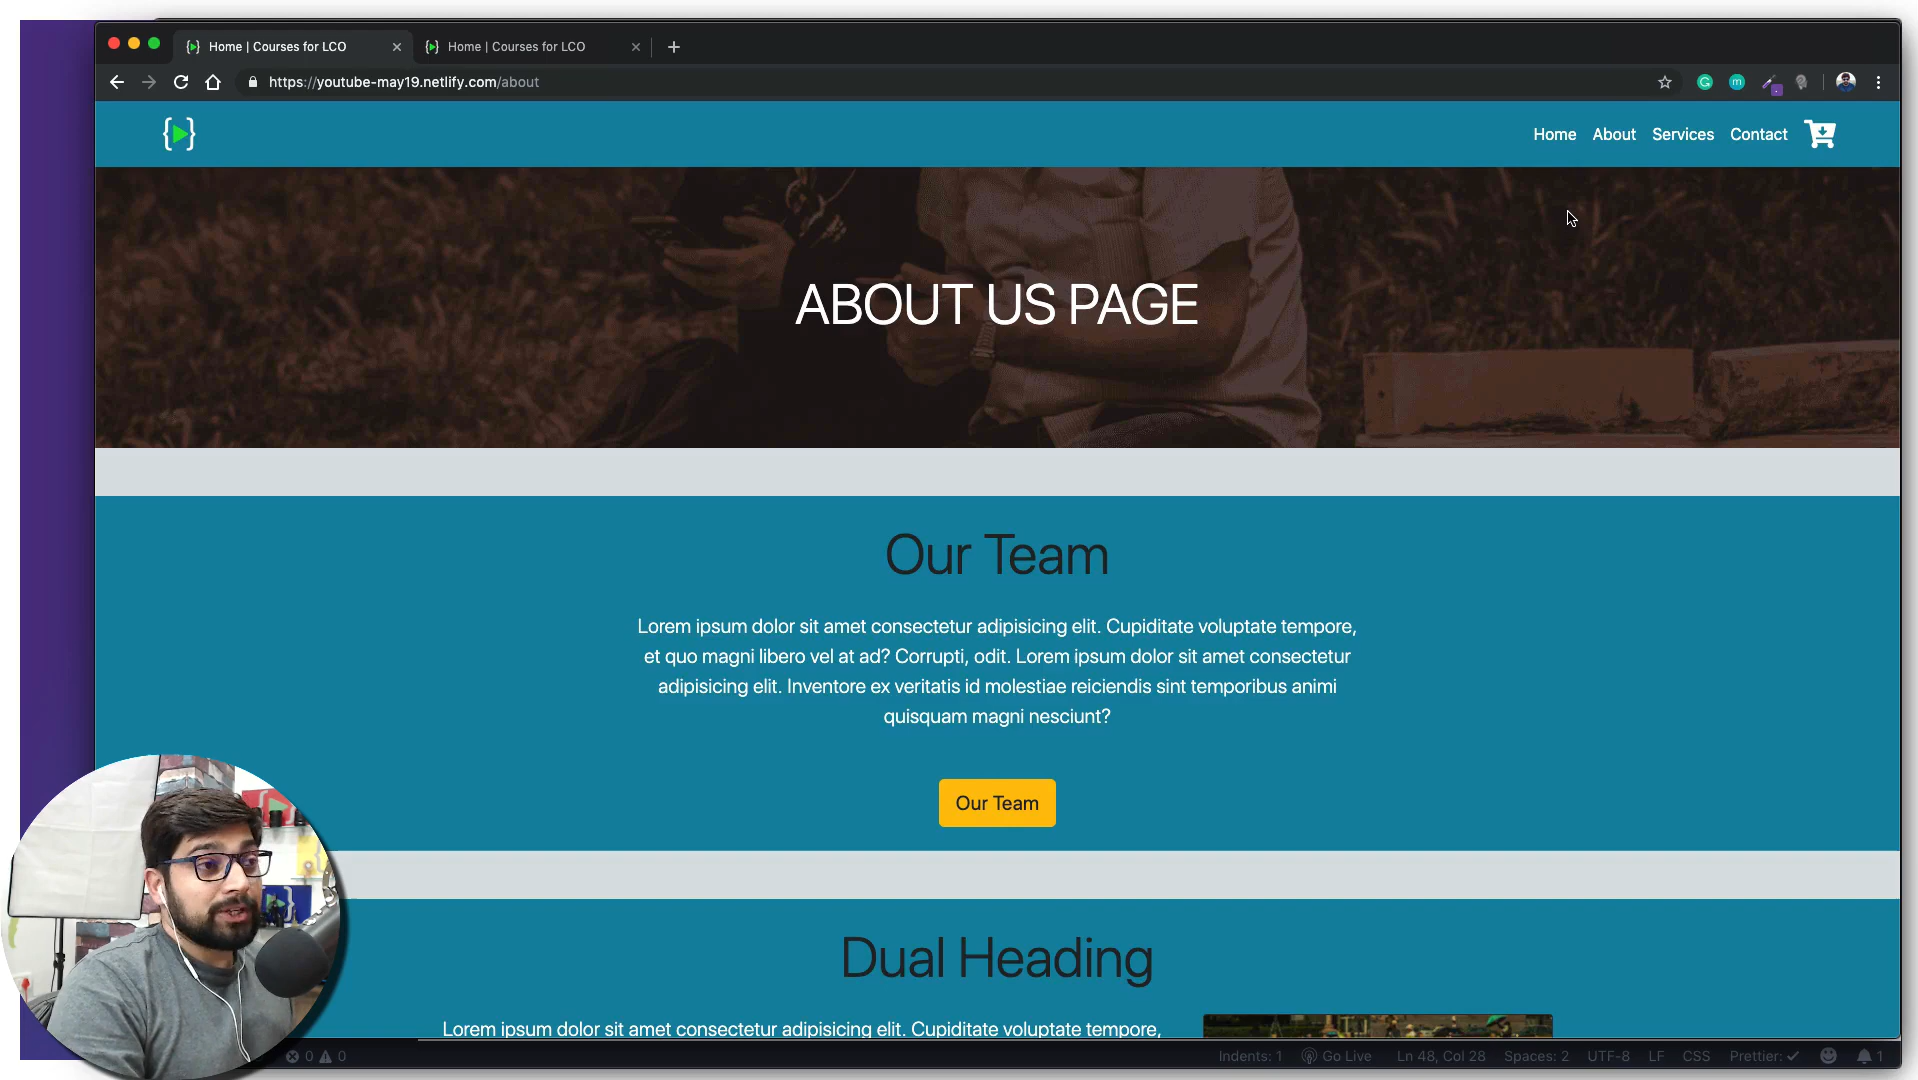 Home | Courses for LCO
Home | Courses for LCO
https://youtube-may19.netlify.com/about
Home About Services Contact
ABOUT US PAGE
Our Team
Lorem ipsum dolor sit amet consectetur adipisicing elit. Cupiditate voluptate tempore,
et quo magni libero vel at ad? Corrupti, odit. Lorem ipsum dolor sit amet consectetur
adipisicing elit. Inventore ex veritatis id molestiae reiciendis sint temporibus animi
quisquam magni nesciunt?
Our Team
Dual Heading
Lorem ipsum dolor sit amet consectetur adipisicing elit. Cupiditate voluptate tempore,
0 0 Indents: 1 Go Live Ln 48, Col 28 Spaces: 2 UTF-8 LF CSS Prettier: ✓ 1